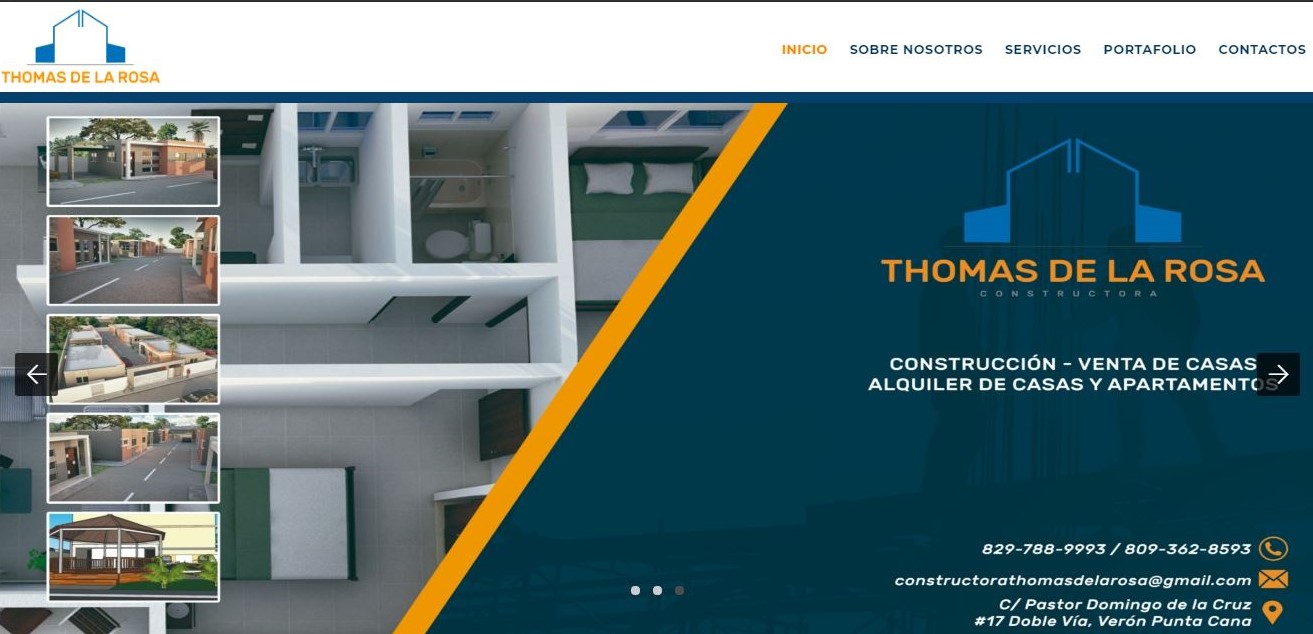 THOMAS DE LA ROSA
INICIO SOBRE NOSOTROS SERVICIOS PORTAFOLIO CONTACTOS
THOMAS DE LA ROSA
CONSTRUCTORA
CONSTRUCCIÓN - VENTA DE CASAS
ALQUILER DE CASAS Y APARTAMENTOS
829-788-9993 / 809-362-8593
constructorathomasdelarosa@gmail.com
C/ Pastor Domingo de la Cruz
#17 Doble Vía, Verón Punta Cana